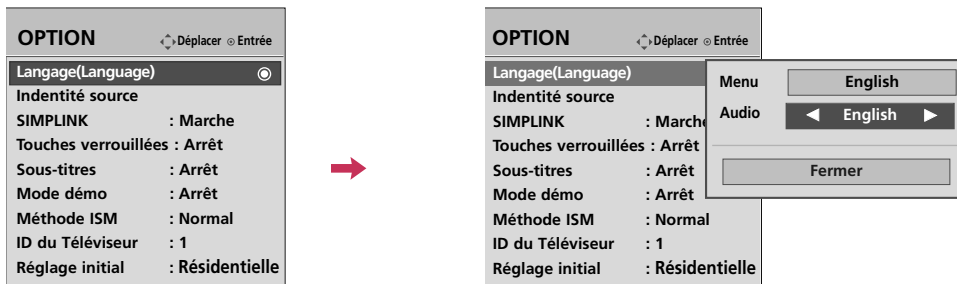 OPTION Déplacer Entrée
Langage(Language)
Indentité source
SIMPLINK : Marche
Touches verrouillées : Arrêt
Sous-titres : Arrêt
Mode démo : Arrêt
Méthode ISM : Normal
ID du Téléviseur : 1
Réglage initial : Résidentielle
OPTION Déplacer Entrée
Langage(Language)
Indentité source
SIMPLINK : Marche
Touches verrouillées : Arrêt
Sous-titres : Arrêt
Mode démo : Arrêt
Méthode ISM : Normal
ID du Téléviseur : 1
Réglage initial : Résidentielle
Menu English
Audio ◀ English ▶
Fermer